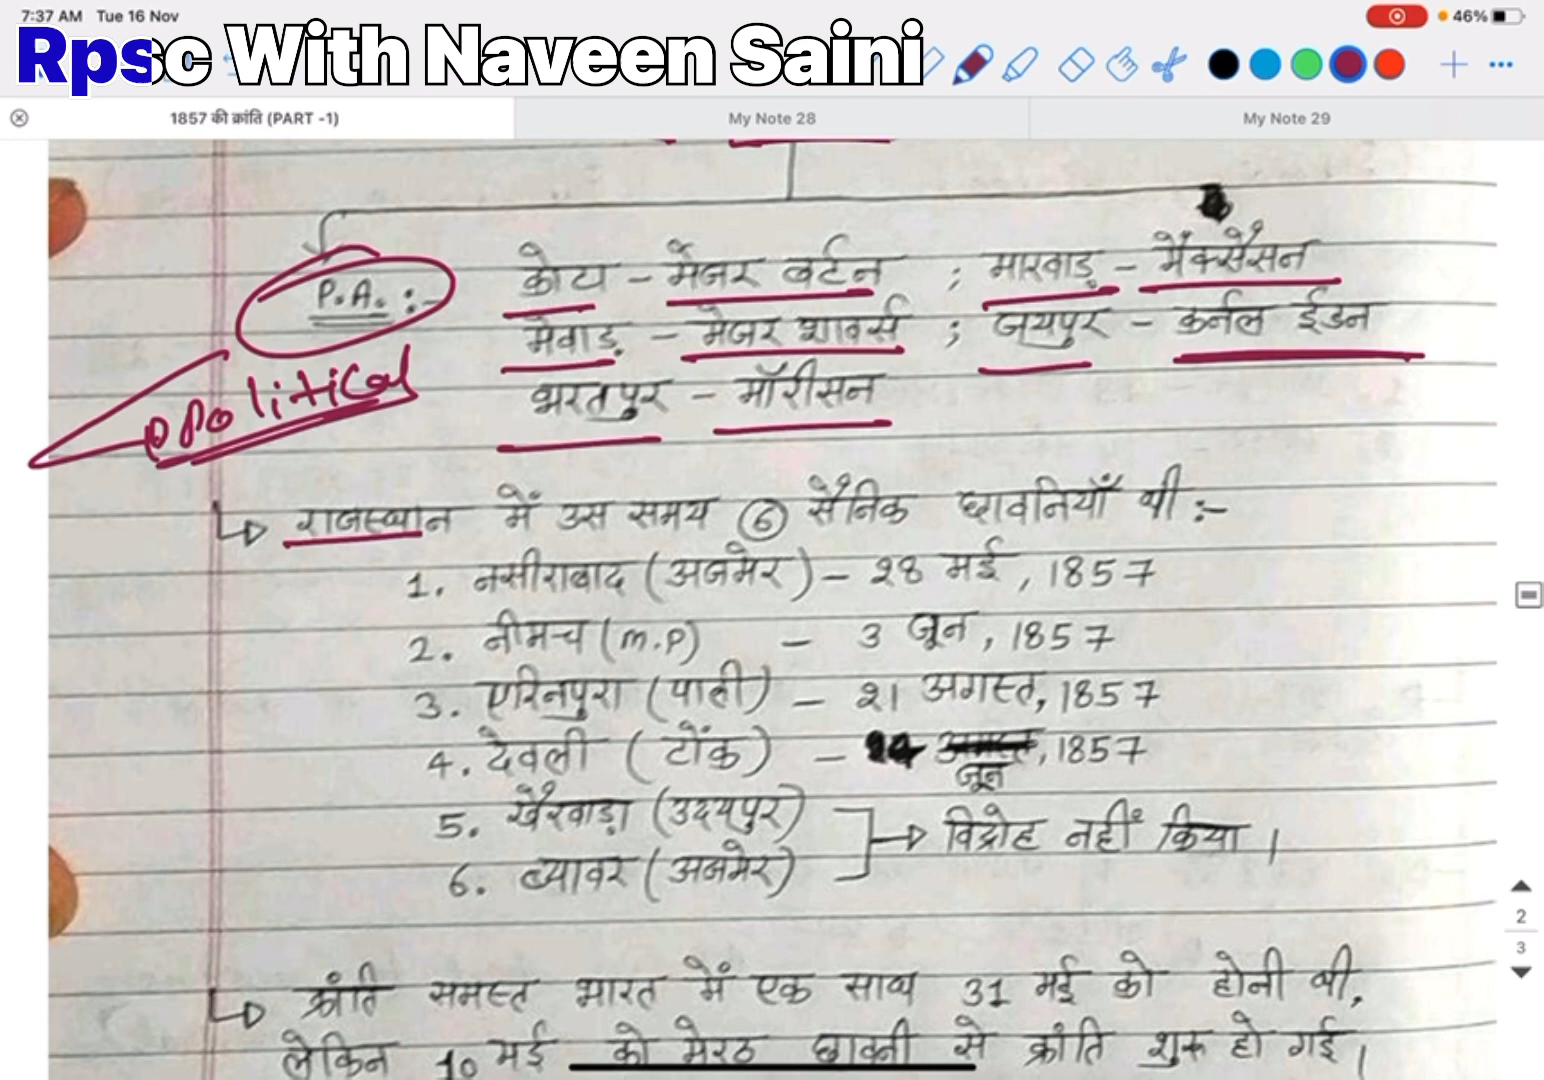 7:37 AM Tue 16 Nov
46%
Rpsc With Naveen Saini
1857 की क्रांति (PART -1)
My Note 28
My Note 29
P.A. :- कोटा - मेजर बर्टन ; मारवाड़ - मैक्सैसन
मेवाड़ - मेजर शावर्स ; जयपुर - कर्नल ईडन
Political
भरतपुर - मॉरीसन
राजस्थान में उस समय 6 सैनिक छावनियाँ थी :-
1. नसीराबाद (अजमेर) - 28 मई, 1857
2. नीमच (M.P) - 3 जून, 1857
3. एरिनपुरा (पाली) - 21 अगस्त, 1857
4. देवली (टोंक) - जून, 1857
5. खैरवाड़ा (उदयपुर)
6. ब्यावर (अजमेर)
→ विद्रोह नहीं किया।
क्रांति समस्त भारत में एक साथ 31 मई को होनी थी,
लेकिन 10 मई को मेरठ छावनी से क्रांति शुरू हो गई।
2
3